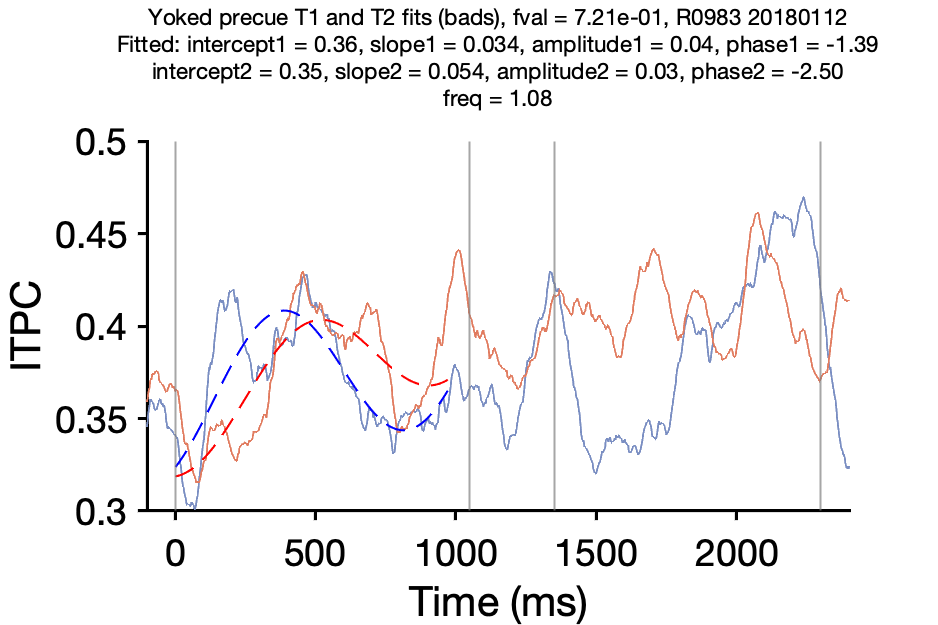 Yoked precue T1 and T2 fits (bads), fval = 7.21e-01, R0983 20180112
Fitted: intercept1 = 0.36, slope1 = 0.034, amplitude1 = 0.04, phase1 = -1.39
intercept2 = 0.35, slope2 = 0.054, amplitude2 = 0.03, phase2 = -2.50
freq = 1.08
0.5
0.45
0.4
0.35
0.3
ITPC
0 500 1000 1500 2000
Time (ms)